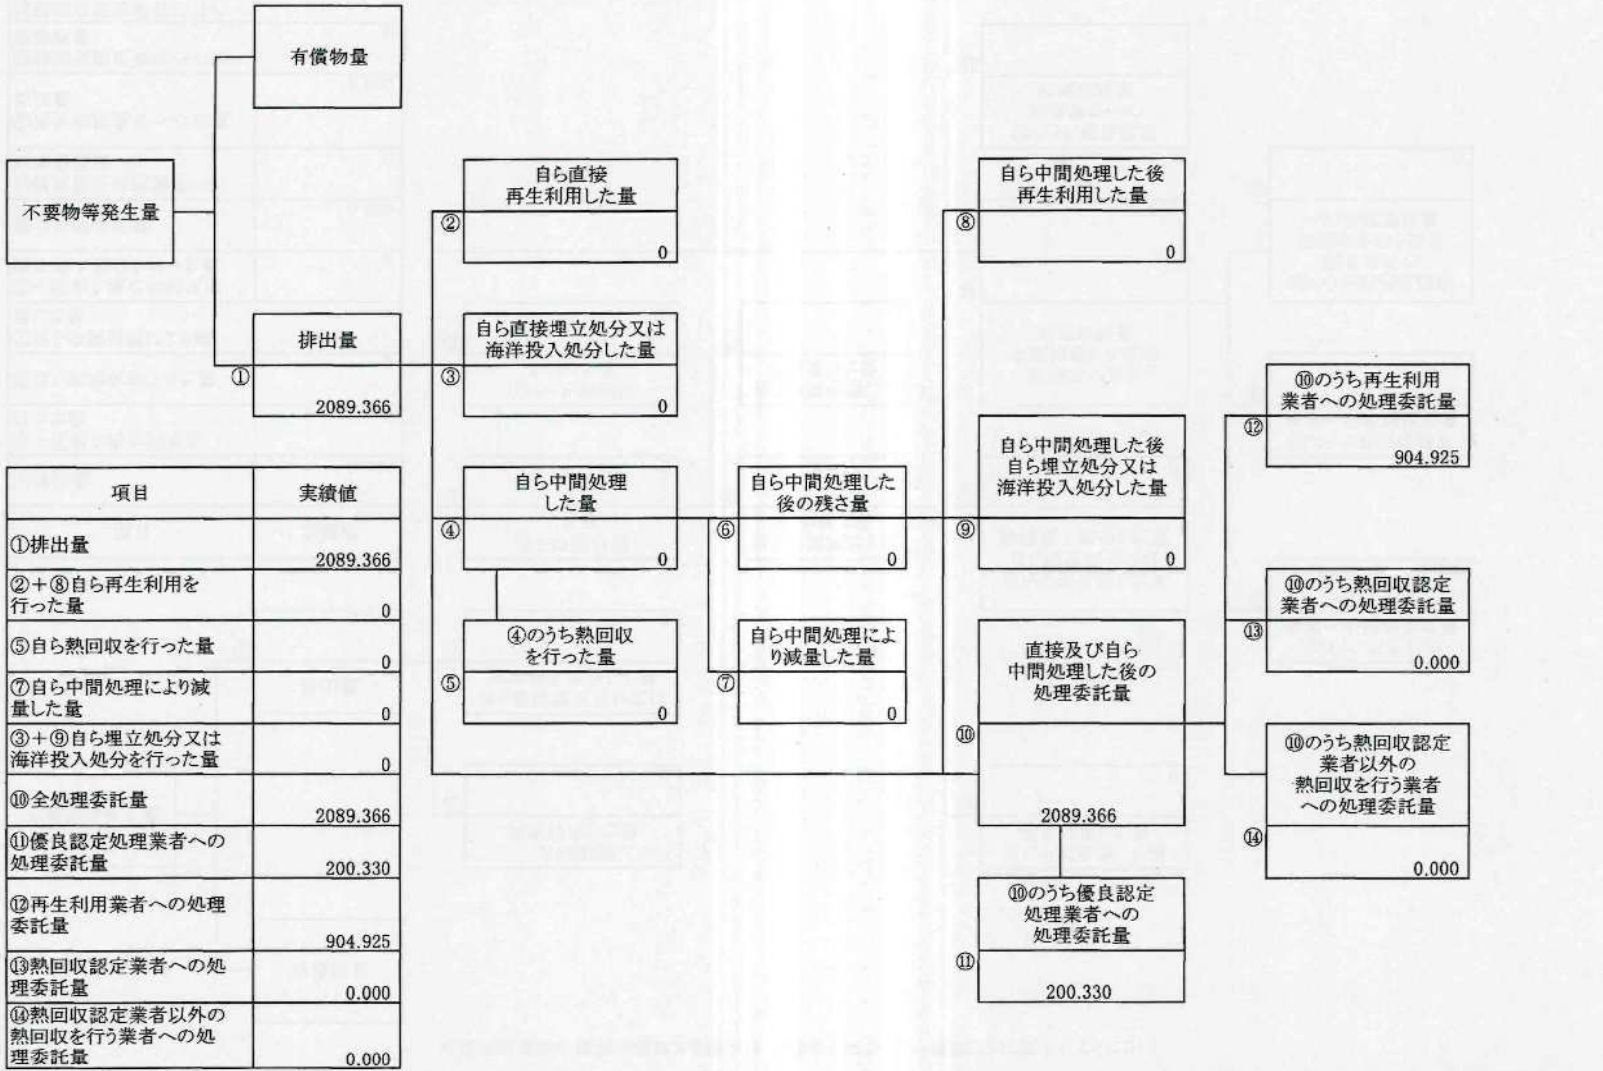 有償物量
不要物等発生量
排出量
①
2089.366
自ら直接
再生利用した量
②
0
自ら直接埋立処分又は
海洋投入処分した量
③
0
自ら中間処理
した量
④
0
④のうち熱回収
を行った量
⑤
0
自ら中間処理した
後の残さ量
⑥
0
自ら中間処理によ
り減量した量
⑦
0
自ら中間処理した後
再生利用した量
⑧
0
自ら中間処理した後
自ら埋立処分又は
海洋投入処分した量
⑨
0
直接及び自ら
中間処理した後の
処理委託量
⑩
2089.366
⑩のうち優良認定
処理業者への
処理委託量
⑪
200.330
⑩のうち再生利用
業者への処理委託量
⑫
904.925
⑩のうち熱回収認定
業者への処理委託量
⑬
0.000
⑩のうち熱回収認定
業者以外の
熱回収を行う業者
への処理委託量
⑭
0.000
項目 実績値
①排出量
2089.366
②＋⑧自ら再生利用を
行った量
0
⑤自ら熱回収を行った量
0
⑦自ら中間処理により減
量した量
0
③＋⑨自ら埋立処分又は
海洋投入処分を行った量
0
⑩全処理委託量
2089.366
⑪優良認定処理業者への
処理委託量
200.330
⑫再生利用業者への処理
委託量
904.925
⑬熱回収認定業者への処
理委託量
0.000
⑭熱回収認定業者以外の
熱回収を行う業者への処
理委託量
0.000